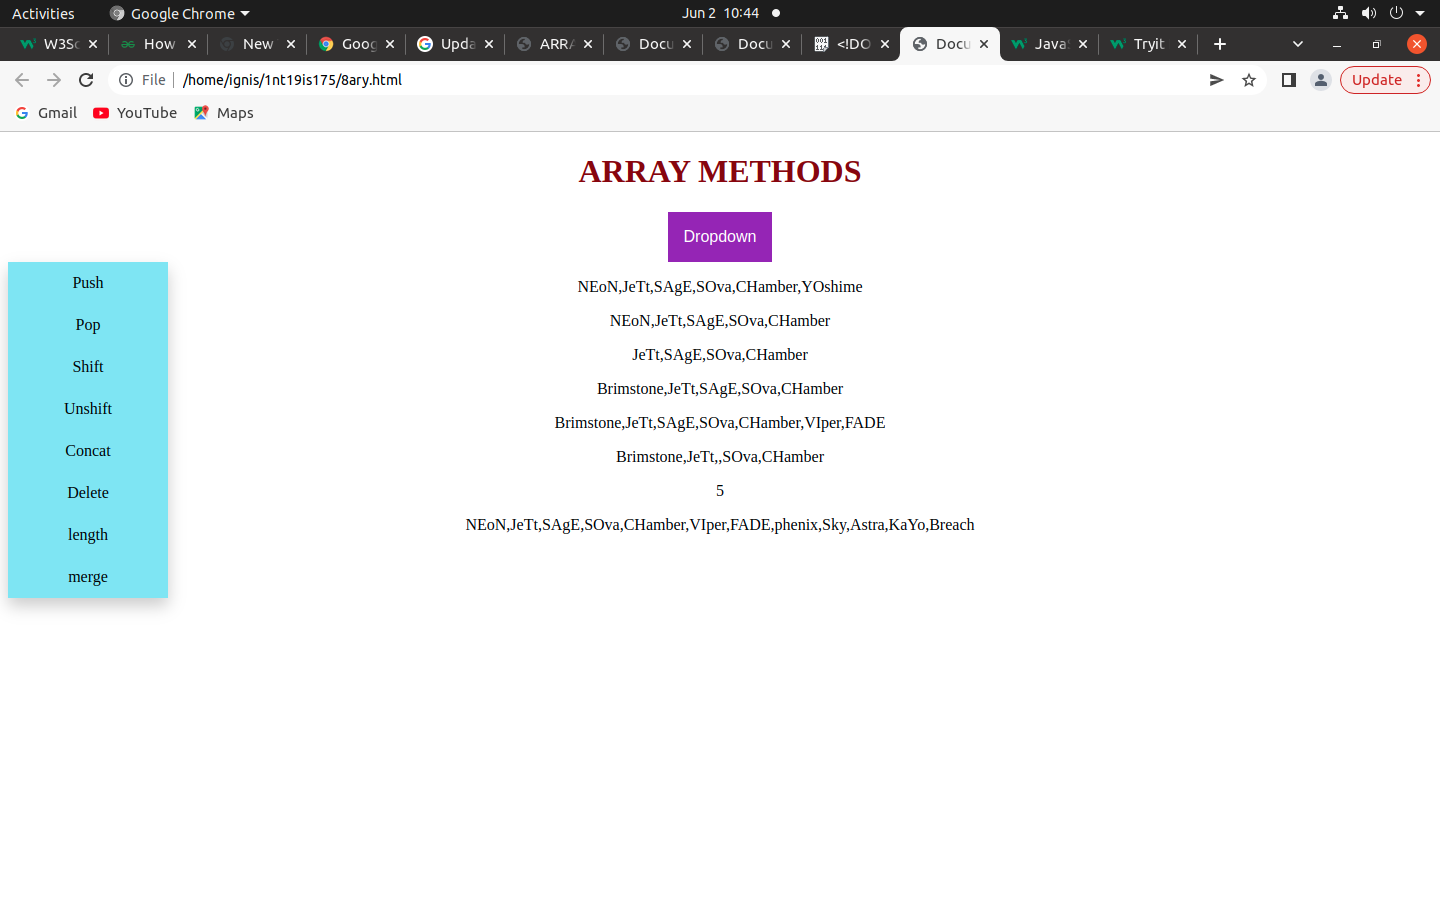 Activities Google Chrome Jun 2 10:44
W3Sc How New Goog Upda ARRA Docu Docu <!DO Docu JavaS Tryit
File /home/ignis/1nt19is175/8ary.html Update
Gmail YouTube Maps
ARRAY METHODS
Dropdown
Push
Pop
Shift
Unshift
Concat
Delete
length
merge
NEoN,JeTt,SAgE,SOva,CHamber,YOshime
NEoN,JeTt,SAgE,SOva,CHamber
JeTt,SAgE,SOva,CHamber
Brimstone,JeTt,SAgE,SOva,CHamber
Brimstone,JeTt,SAgE,SOva,CHamber,VIper,FADE
Brimstone,JeTt,,SOva,CHamber
5
NEoN,JeTt,SAgE,SOva,CHamber,VIper,FADE,phenix,Sky,Astra,KaYo,Breach